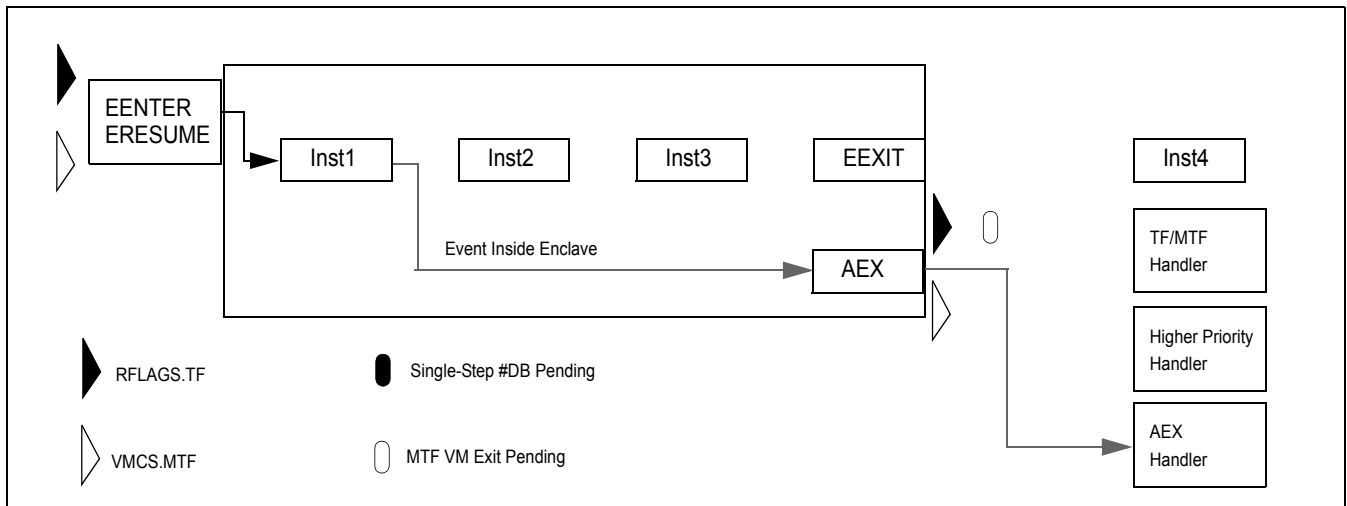 EENTER
ERESUME
Inst1
Inst2
Inst3
EEXIT
Inst4
Event Inside Enclave
AEX
TF/MTF
Handler
Higher Priority
Handler
AEX
Handler
RFLAGS.TF
Single-Step #DB Pending
VMCS.MTF
MTF VM Exit Pending